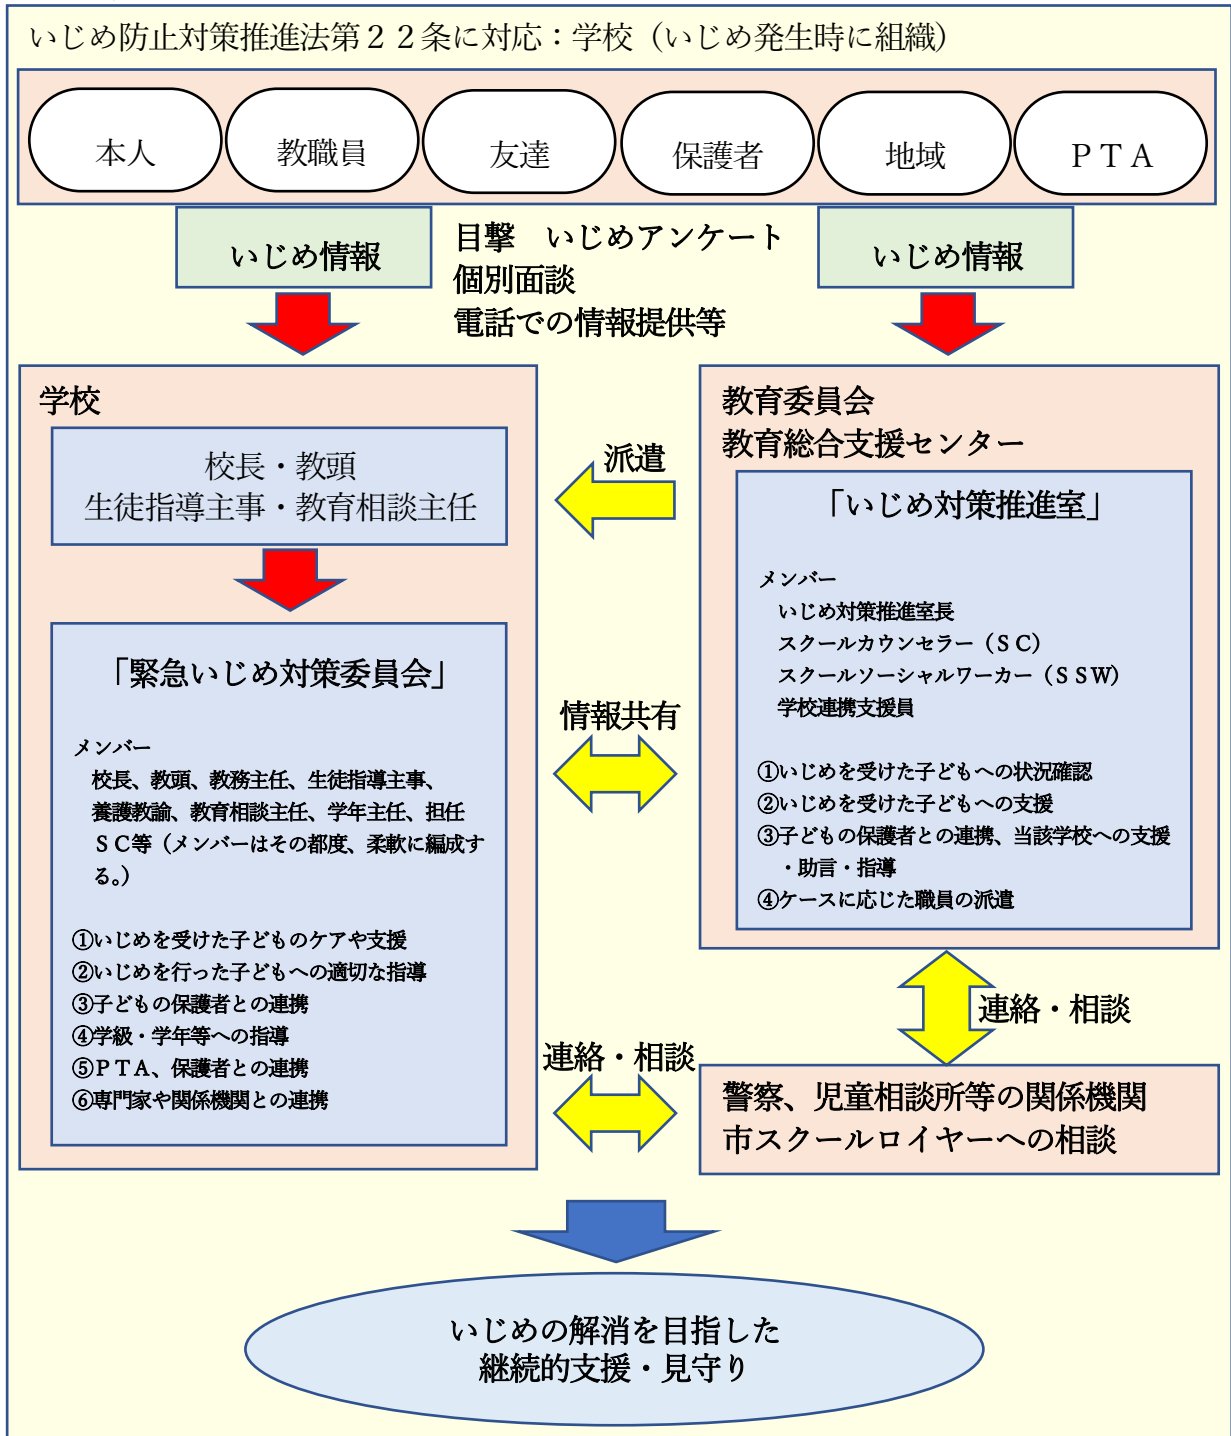 いじめ防止対策推進法第２２条に対応：学校（いじめ発生時に組織）
本人
教職員
友達
保護者
地域
ＰＴＡ
いじめ情報
目撃　いじめアンケート
個別面談
電話での情報提供等
いじめ情報
学校
校長・教頭
生徒指導主事・教育相談主任
「緊急いじめ対策委員会」
メンバー
校長、教頭、教務主任、生徒指導主事、
養護教諭、教育相談主任、学年主任、担任
ＳＣ等（メンバーはその都度、柔軟に編成す
る。）
①いじめを受けた子どものケアや支援
②いじめを行った子どもへの適切な指導
③子どもの保護者との連携
④学級・学年等への指導
⑤ＰＴＡ、保護者との連携
⑥専門家や関係機関との連携
派遣
情報共有
連絡・相談
教育委員会
教育総合支援センター
「いじめ対策推進室」
メンバー
いじめ対策推進室長
スクールカウンセラー（ＳＣ）
スクールソーシャルワーカー（ＳＳＷ）
学校連携支援員
①いじめを受けた子どもへの状況確認
②いじめを受けた子どもへの支援
③子どもの保護者との連携、当該学校への支援
・助言・指導
④ケースに応じた職員の派遣
連絡・相談
警察、児童相談所等の関係機関
市スクールロイヤーへの相談
いじめの解消を目指した
継続的支援・見守り